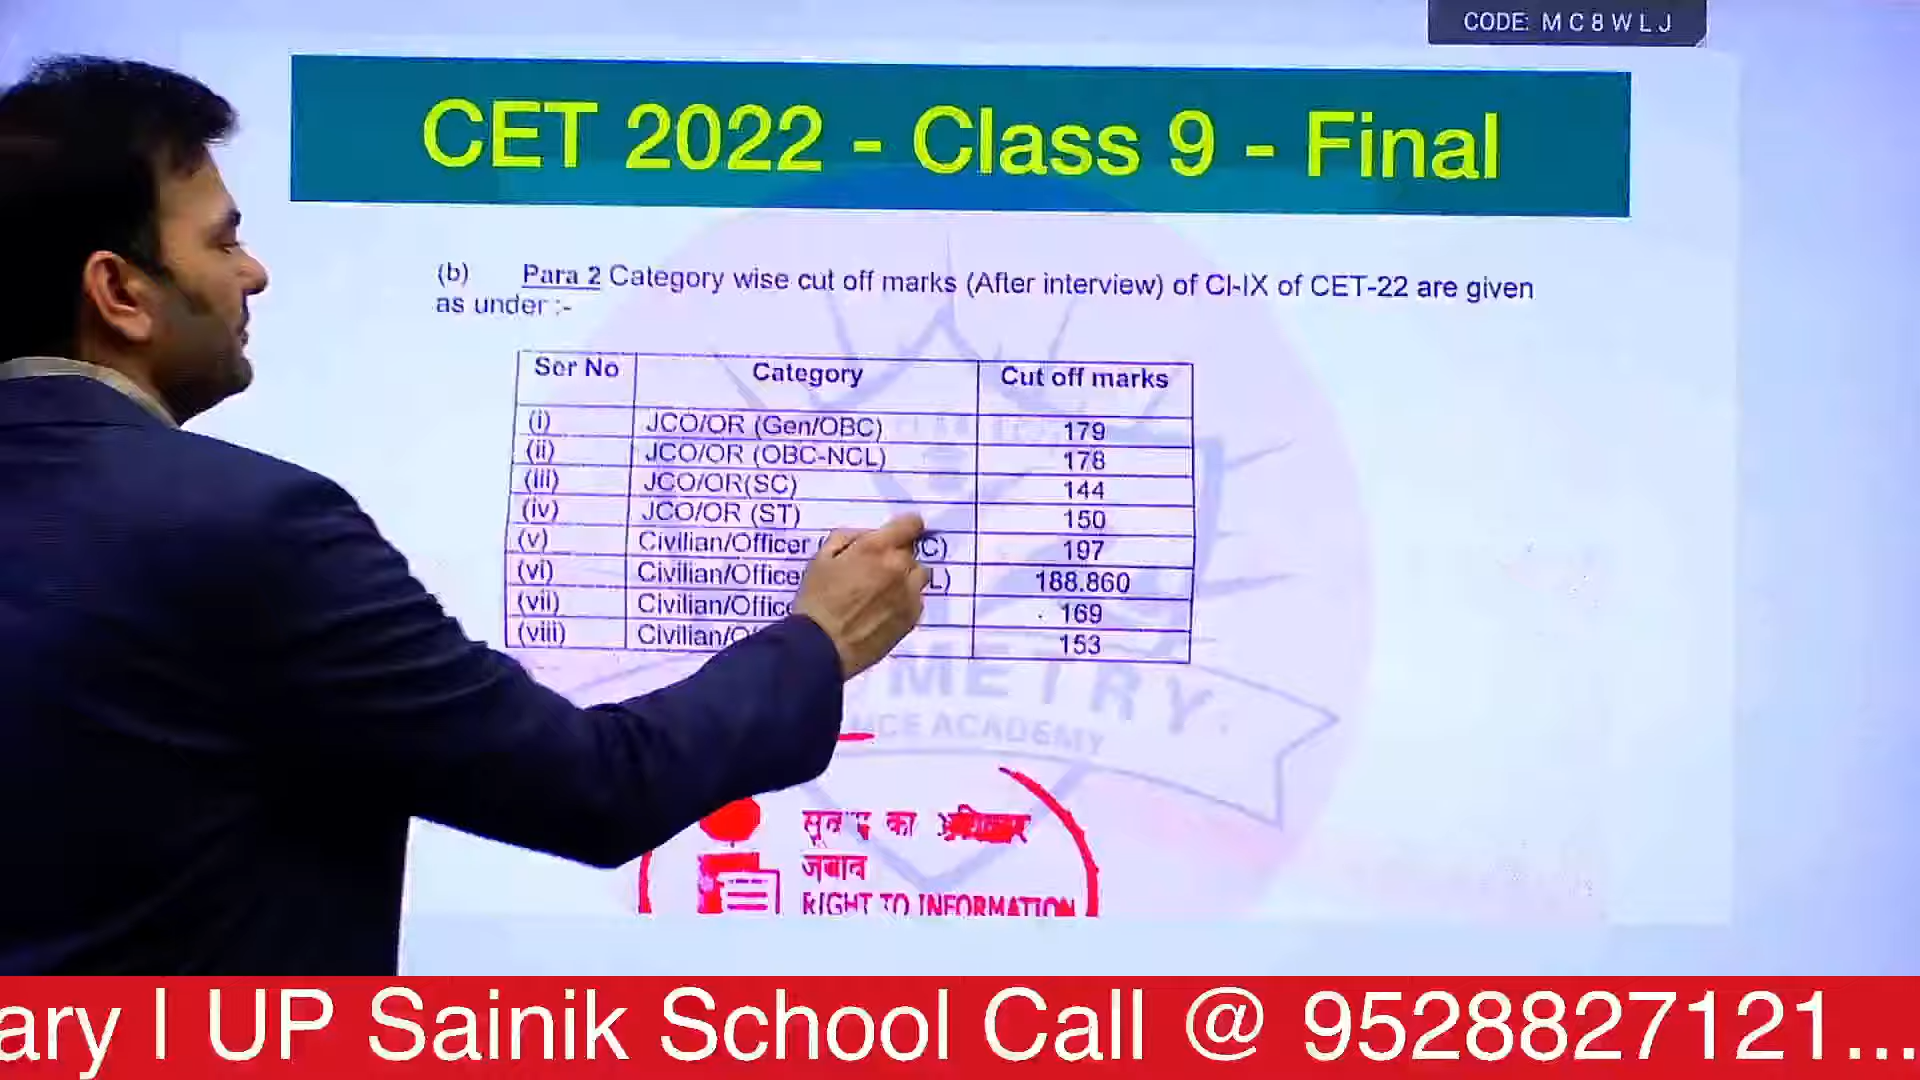 CODE: MC8WLJ
CET 2022 - Class 9 - Final
(b) Para 2 Category wise cut off marks (After interview) of Cl-IX of CET-22 are given
as under :-
Ser No Category Cut off marks
(i) JCO/OR (Gen/OBC) 179
(ii) JCO/OR (OBC-NCL) 178
(iii) JCO/OR(SC) 144
(iv) JCO/OR (ST) 150
(v) Civilian/Officer C) 197
(vi) Civilian/Office L) 188.860
(vii) Civilian/Office 169
(viii) Civilian/O 153
METRY
NCE ACADEMY
का
जवाब
RIGHT TO INFORMATION
ary | UP Sainik School Call @ 9528827121...